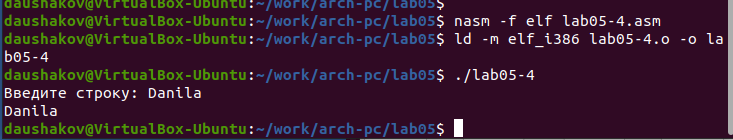 daushakov@VirtualBox-Ubuntu:~/work/arch-pc/lab05$
daushakov@VirtualBox-Ubuntu:~/work/arch-pc/lab05$ nasm -f elf lab05-4.asm
daushakov@VirtualBox-Ubuntu:~/work/arch-pc/lab05$ ld -m elf_i386 lab05-4.o -o la
b05-4
daushakov@VirtualBox-Ubuntu:~/work/arch-pc/lab05$ ./lab05-4
Введите строку: Danila
Danila
daushakov@VirtualBox-Ubuntu:~/work/arch-pc/lab05$